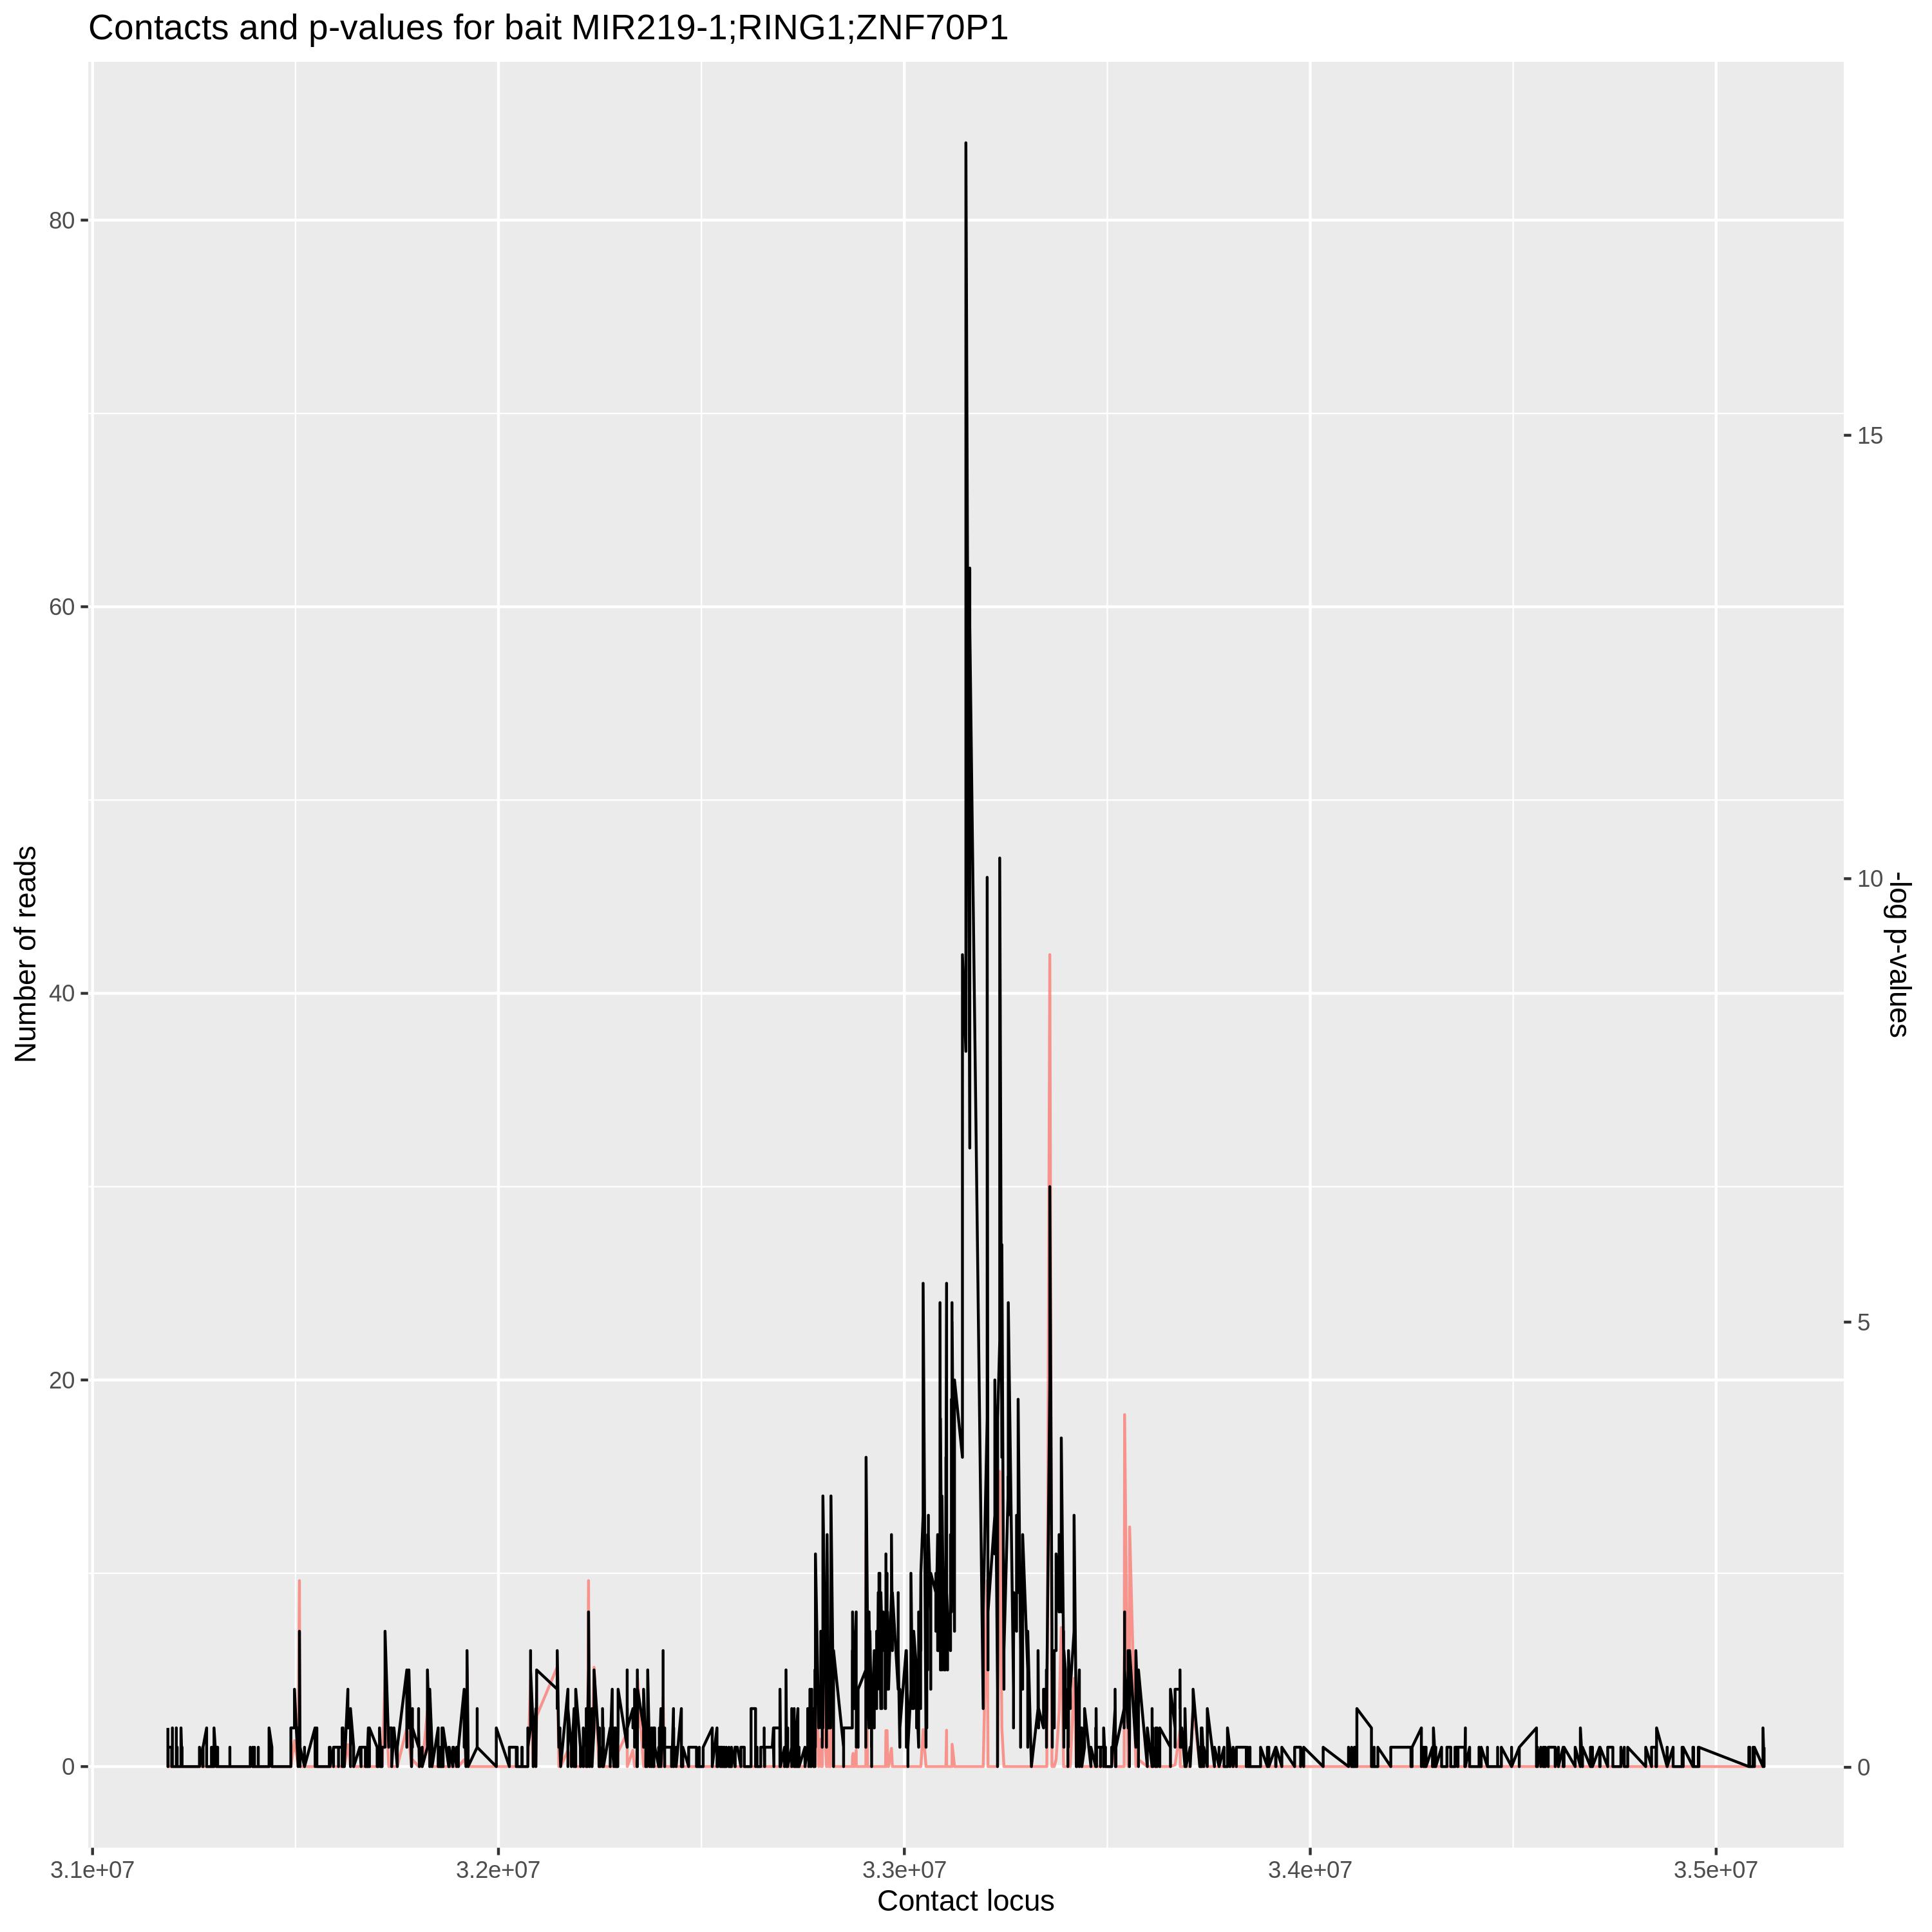 Contacts and p-values for bait MIR219-1;RING1;ZNF70P1
80
60
40
20
0
Number of reads
15
10
5
0
-log p-values
3.1e+07
3.2e+07
3.3e+07
3.4e+07
3.5e+07
Contact locus